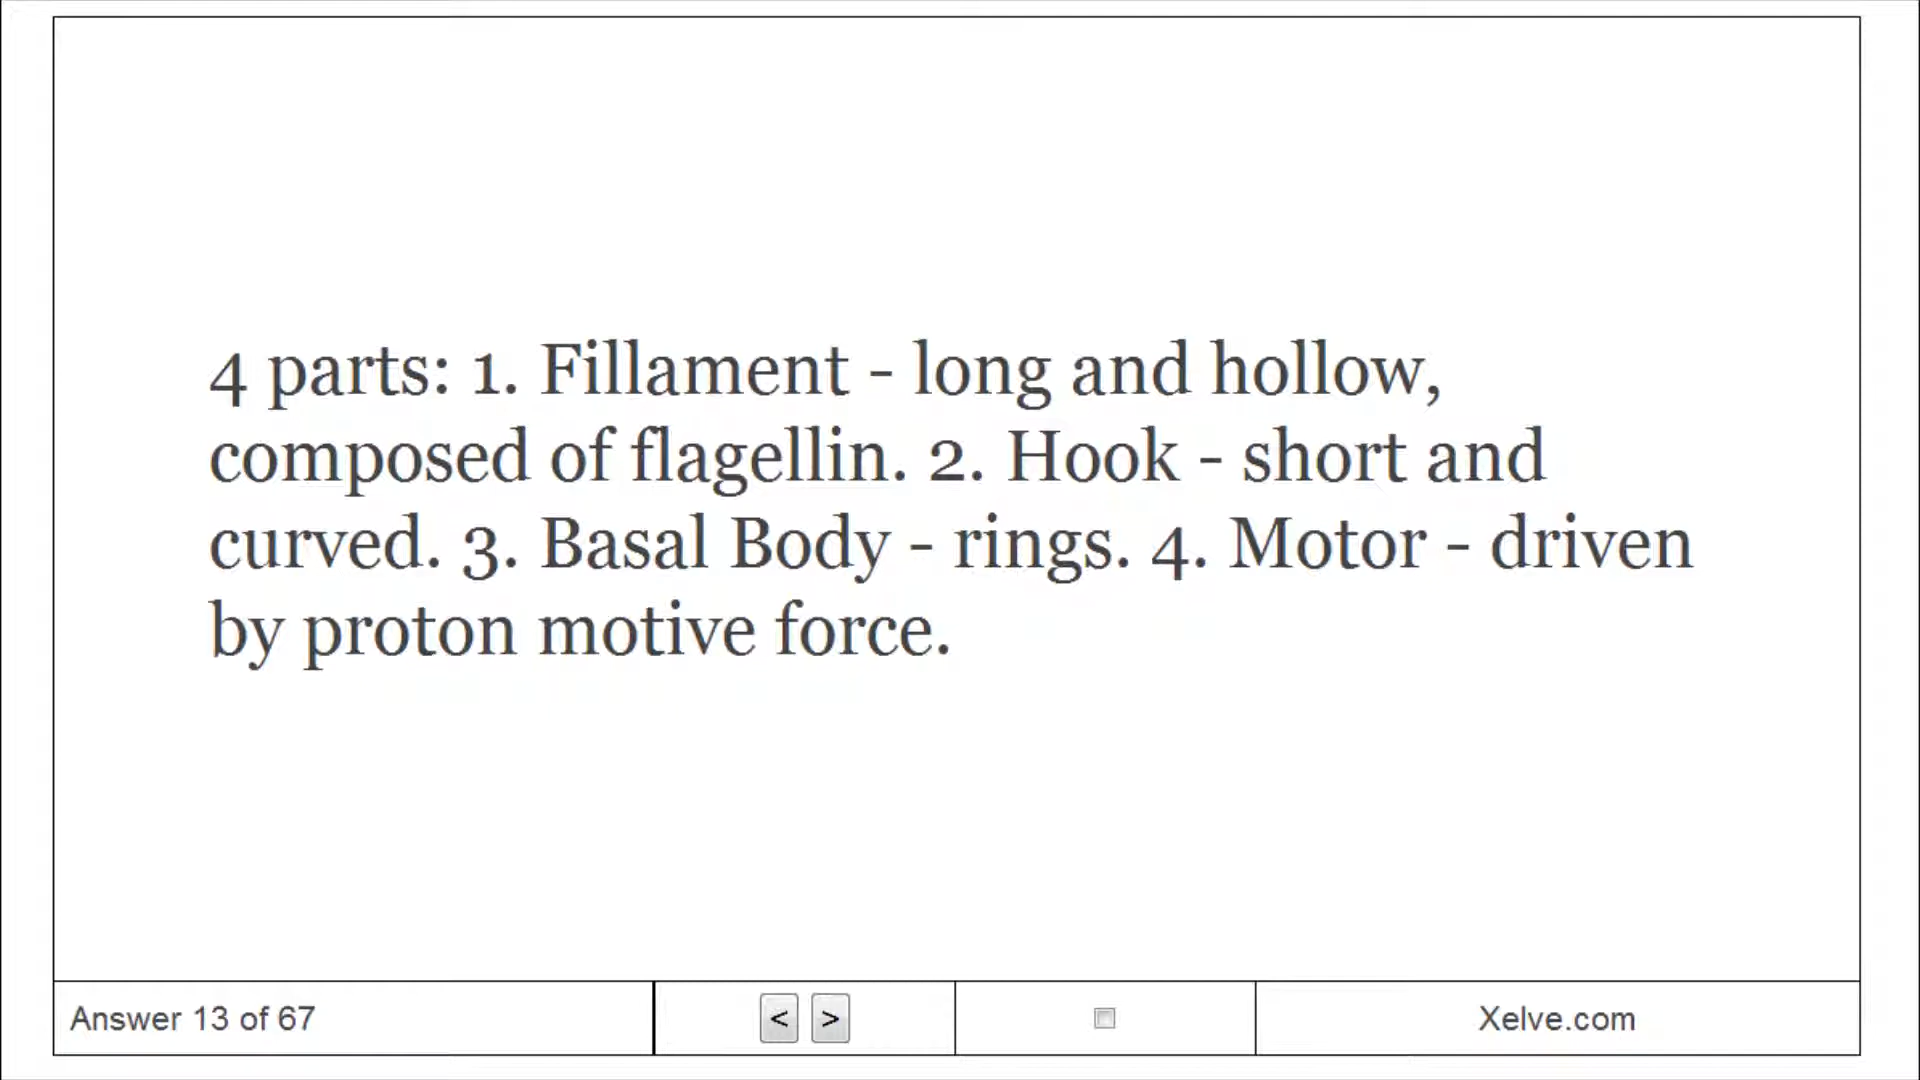 4 parts: 1. Fillament - long and hollow,
composed of flagellin. 2. Hook - short and
curved. 3. Basal Body - rings. 4. Motor - driven
by proton motive force.
Answer 13 of 67
< >
Xelve.com